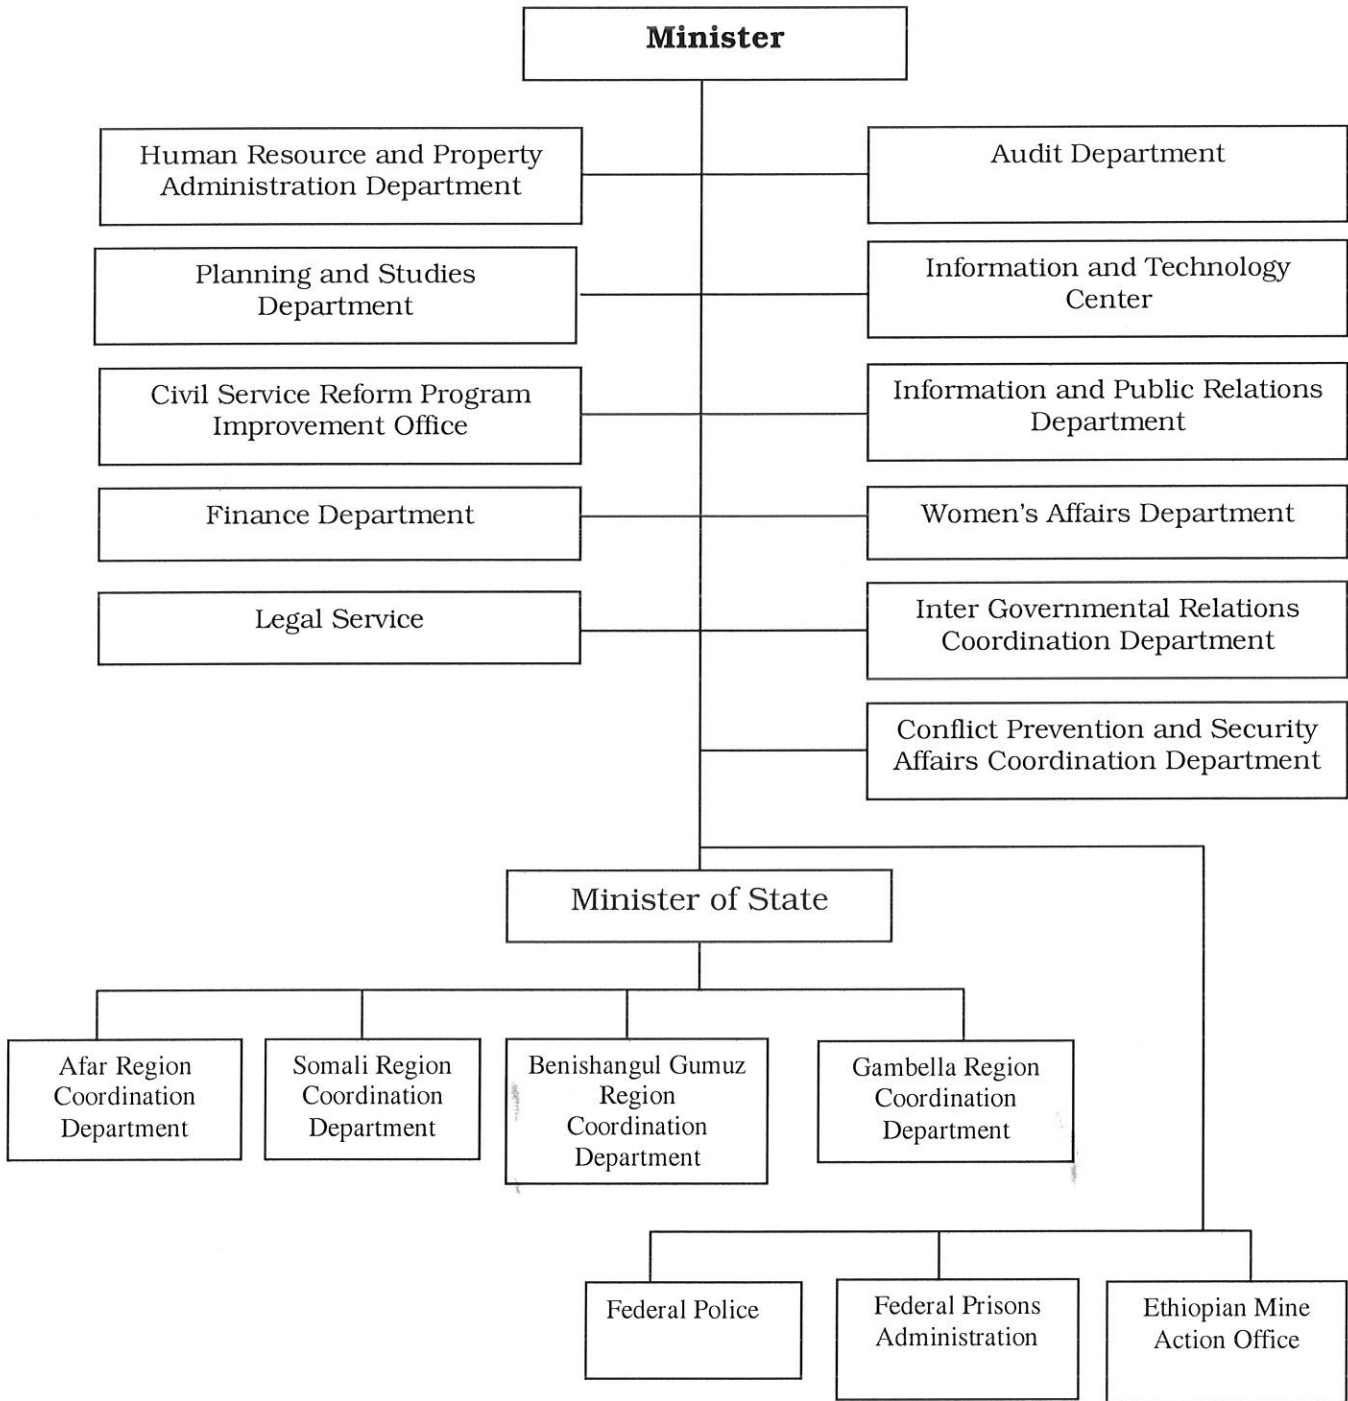 Minister
Human Resource and Property
Administration Department
Audit Department
Planning and Studies
Department
Information and Technology
Center
Civil Service Reform Program
Improvement Office
Information and Public Relations
Department
Finance Department
Women's Affairs Department
Legal Service
Inter Governmental Relations
Coordination Department
Conflict Prevention and Security
Affairs Coordination Department
Minister of State
Afar Region
Coordination
Department
Somali Region
Coordination
Department
Benishangul Gumuz
Region
Coordination
Department
Gambella Region
Coordination
Department
Federal Police
Federal Prisons
Administration
Ethiopian Mine
Action Office